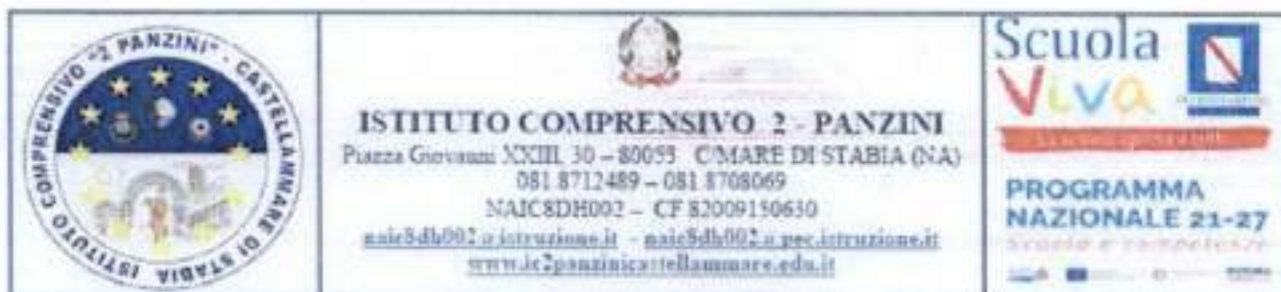 ISTITUTO COMPRENSIVO "2 PANZINI" - CASTELLAMMARE DI STABIA
ISTITUTO COMPRENSIVO 2 - PANZINI
Piazza Giovanni XXIII, 30 – 80053 C/MARE DI STABIA (NA)
081 8712489 – 081 8708069
NAIC8DH002 – CF 82009150630
naic8dh002@istruzione.it - naic8dh002@pec.istruzione.it
www.ic2panzinicastellammare.edu.it
Scuola
Viva
PROGRAMMA
NAZIONALE 21-27
Scuola e competenze